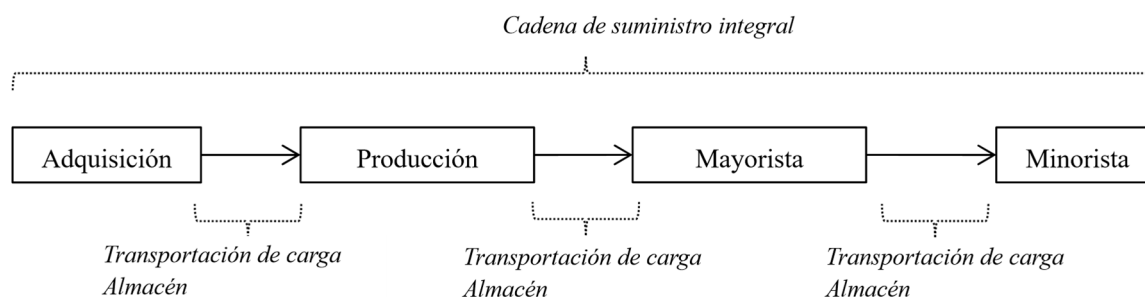 Cadena de suministro integral
Adquisición
Producción
Mayorista
Minorista
Transportación de carga
Almacén
Transportación de carga
Almacén
Transportación de carga
Almacén